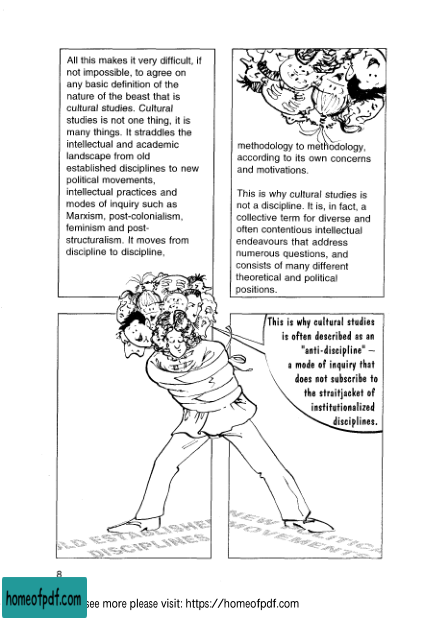 All this makes it very difficult, if
not impossible, to agree on
any basic definition of the
nature of the beast that is
cultural studies. Cultural
studies is not one thing, it is
many things. It straddles the
intellectual and academic
landscape from old
established disciplines to new
political movements,
intellectual practices and
modes of inquiry such as
Marxism, post-colonialism,
feminism and post-
structuralism. It moves from
discipline to discipline,
methodology to methodology,
according to its own concerns
and motivations.
This is why cultural studies is
not a discipline. It is, in fact, a
collective term for diverse and
often contentious intellectual
endeavours that address
numerous questions, and
consists of many different
theoretical and political
positions.
This is why cultural studies
is often described as an
"anti-discipline" –
a mode of inquiry that
does not subscribe to
the straitjacket of
institutionalized
disciplines.
LD ESTABLISHE
DISCIPLINES
NEW POLITICA
MOVEMENTS
8
homeofpdf.com
see more please visit: https://homeofpdf.com